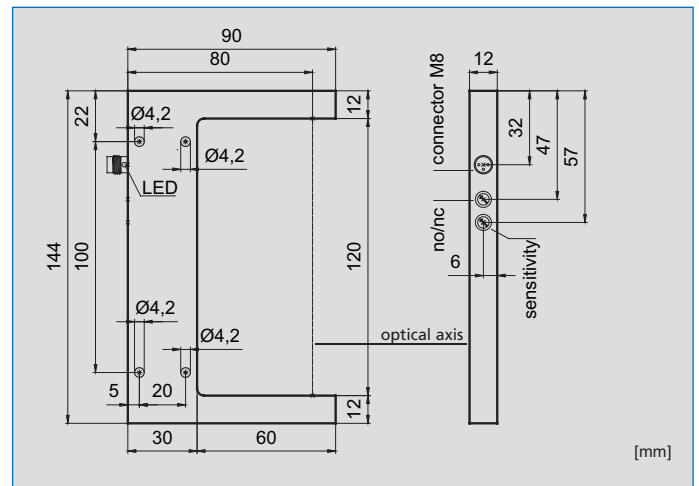 90
80
12
22
Ø4,2
12
connector M8
32
47
57
Ø4,2
LED
144
100
120
no/nc
6
sensitivity
Ø4,2
Ø4,2
optical axis
5
20
12
30
60
[mm]